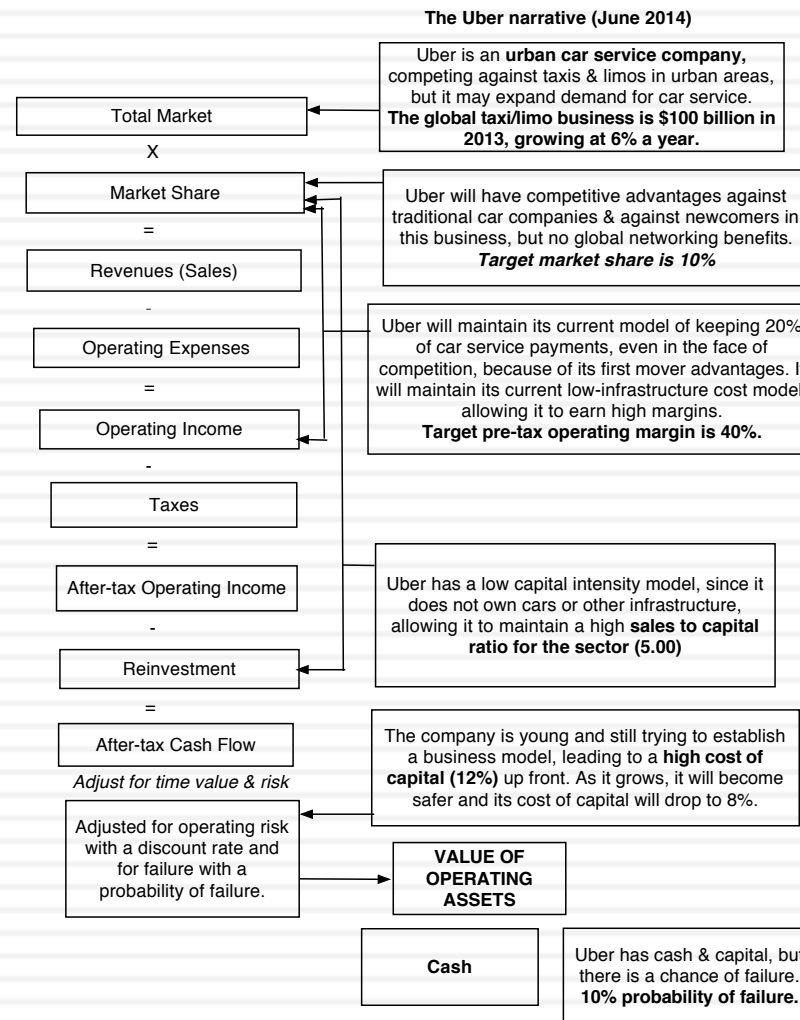 The Uber narrative (June 2014)
Uber is an urban car service company,
competing against taxis & limos in urban areas,
but it may expand demand for car service.
The global taxi/limo business is $100 billion in
2013, growing at 6% a year.
Total Market
X
Market Share
Uber will have competitive advantages against
traditional car companies & against newcomers in
this business, but no global networking benefits.
Target market share is 10%
=
Revenues (Sales)
-
Operating Expenses
=
Operating Income
Uber will maintain its current model of keeping 20%
of car service payments, even in the face of
competition, because of its first mover advantages.
will maintain its current low-infrastructure cost model
allowing it to earn high margins.
Target pre-tax operating margin is 40%.
-
Taxes
=
After-tax Operating Income
-
Reinvestment
Uber has a low capital intensity model, since it
does not own cars or other infrastructure,
allowing it to maintain a high sales to capital
ratio for the sector (5.00)
=
After-tax Cash Flow
Adjust for time value & risk
The company is young and still trying to establish
a business model, leading to a high cost of
capital (12%) up front. As it grows, it will become
safer and its cost of capital will drop to 8%.
Adjusted for operating risk
with a discount rate and
for failure with a
probability of failure.
VALUE OF
OPERATING
ASSETS
Cash
Uber has cash & capital, but
there is a chance of failure.
10% probability of failure.